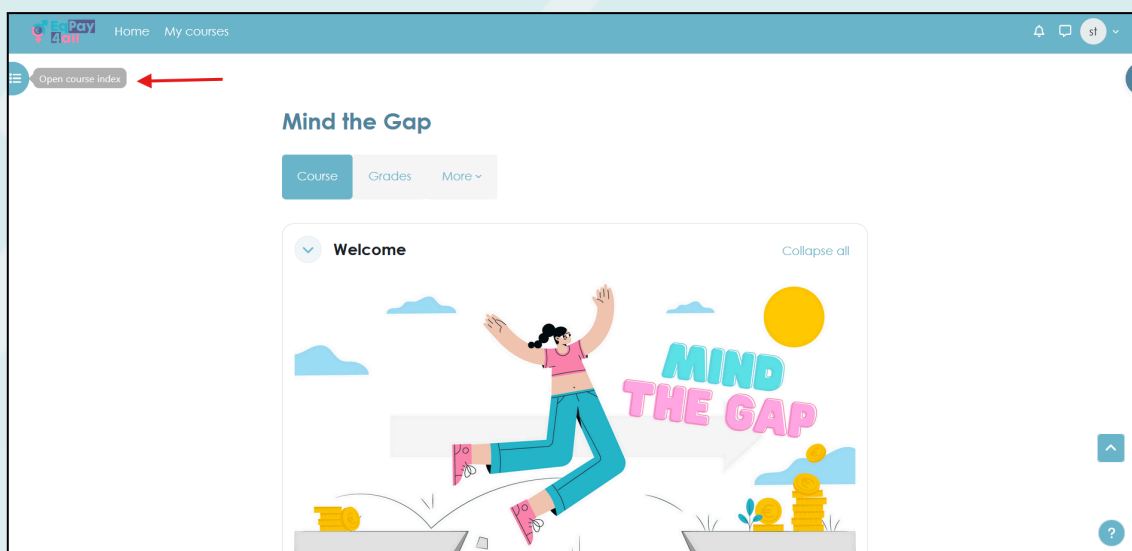 EqPay
4all
Home My courses
st
Open course index
Mind the Gap
Course Grades More
Welcome
Collapse all
MIND
THE GAP
?